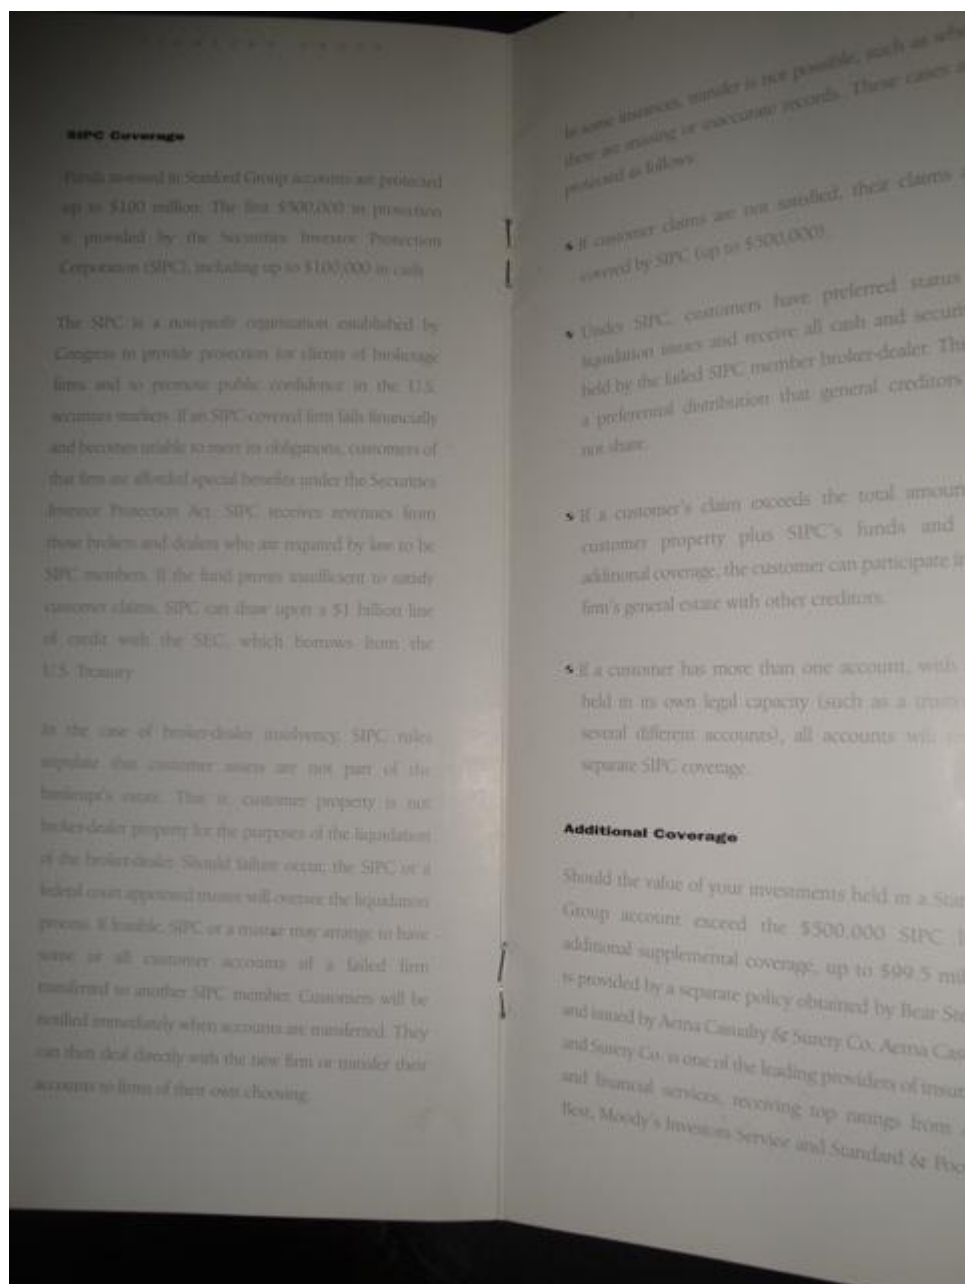 STANFORD GROUP
SIPC Coverage
Funds invested in Stanford Group accounts are protected
up to $100 million. The first $500,000 in protection
is provided by the Securities Investor Protection
Corporation (SIPC), including up to $100,000 in cash.
The SIPC is a non-profit organization established by
Congress to provide protection for clients of brokerage
firms and to promote public confidence in the U.S.
securities markets. If an SIPC-covered firm fails financially
and becomes unable to meet its obligations, customers of
that firm are afforded special benefits under the Securities
Investor Protection Act. SIPC receives revenues from
those brokers and dealers who are required by law to be
SIPC members. If the fund proves insufficient to satisfy
customer claims, SIPC can draw upon a $1 billion line
of credit with the SEC, which borrows from the
U.S. Treasury.
In the case of broker-dealer insolvency, SIPC rules
stipulate that customer assets are not part of the
bankrupt's estate. That is, customer property is not
broker-dealer property for the purposes of the liquidation
of the broker-dealer. Should failure occur, the SIPC or a
federal court appointed trustee will oversee the liquidation
process. If feasible, SIPC or a trustee may arrange to have
some or all customer accounts of a failed firm
transferred to another SIPC member. Customers will be
notified immediately when accounts are transferred. They
can then deal directly with the new firm or transfer their
accounts to firms of their own choosing.
In some instances, transfer is not possible, such as
there are missing or inaccurate records. These cases
protected as follows:
If customer claims are not satisfied, their claims
covered by SIPC (up to $500,000).
Under SIPC, customers have preferred status
liquidation issues and receive all cash and
held by the failed SIPC member broker-dealer.
a preferential distribution that general creditors
not share.
If a customer's claim exceeds the total
customer property plus SIPC's funds and
additional coverage, the customer can participate
firm's general estate with other creditors.
If a customer has more than one account, with
held in its own legal capacity (such as a
several different accounts), all accounts will
separate SIPC coverage.
Additional Coverage
Should the value of your investments held in a
Group account exceed the $500,000 SIPC
additional supplemental coverage, up to $99.5
is provided by a separate policy obtained by Bear
and issued by Aetna Casualty & Surety Co. Aetna
and Surety Co. is one of the leading providers of
and financial services, receiving top ratings from
Best, Moody's Investors Service and Standard &